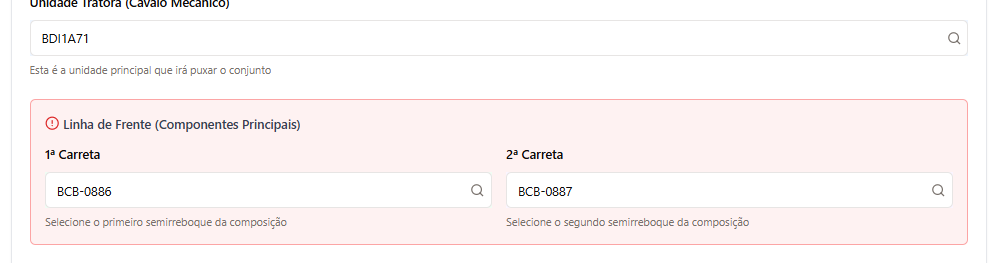 Unidade Tratora (Cavalo Mecânico)
BDI1A71
Esta é a unidade principal que irá puxar o conjunto
Linha de Frente (Componentes Principais)
1ª Carreta
2ª Carreta
BCB-0886
BCB-0887
Selecione o primeiro semirreboque da composição
Selecione o segundo semirreboque da composição